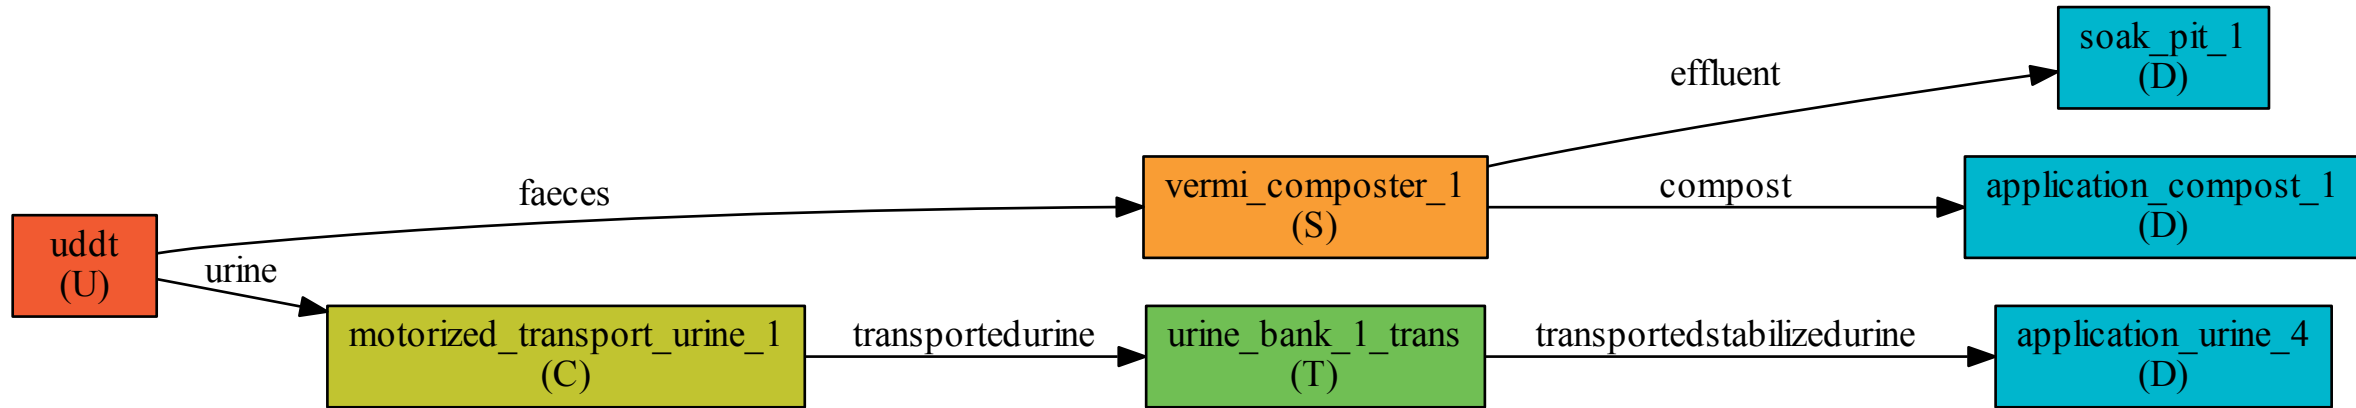 soak_pit_1
(D)
effluent
faeces
vermi_composter_1
(S)
compost
application_compost_1
(D)
uddt
(U)
urine
motorized_transport_urine_1
(C)
transportedurine
urine_bank_1_trans
(T)
transportedstabilizedurine
application_urine_4
(D)